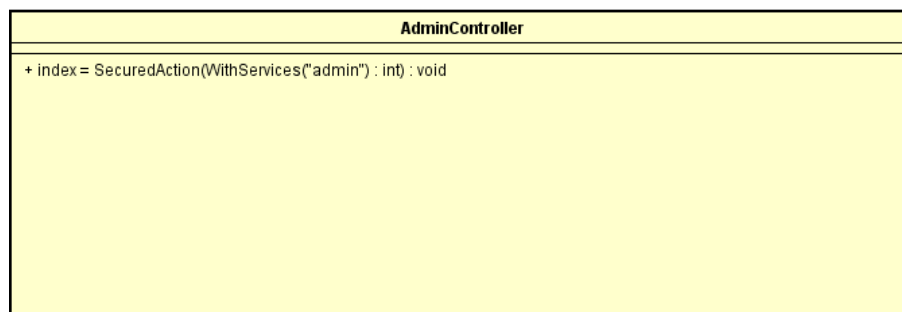 AdminController
+ index = SecuredAction(WithServices("admin") : int) : void